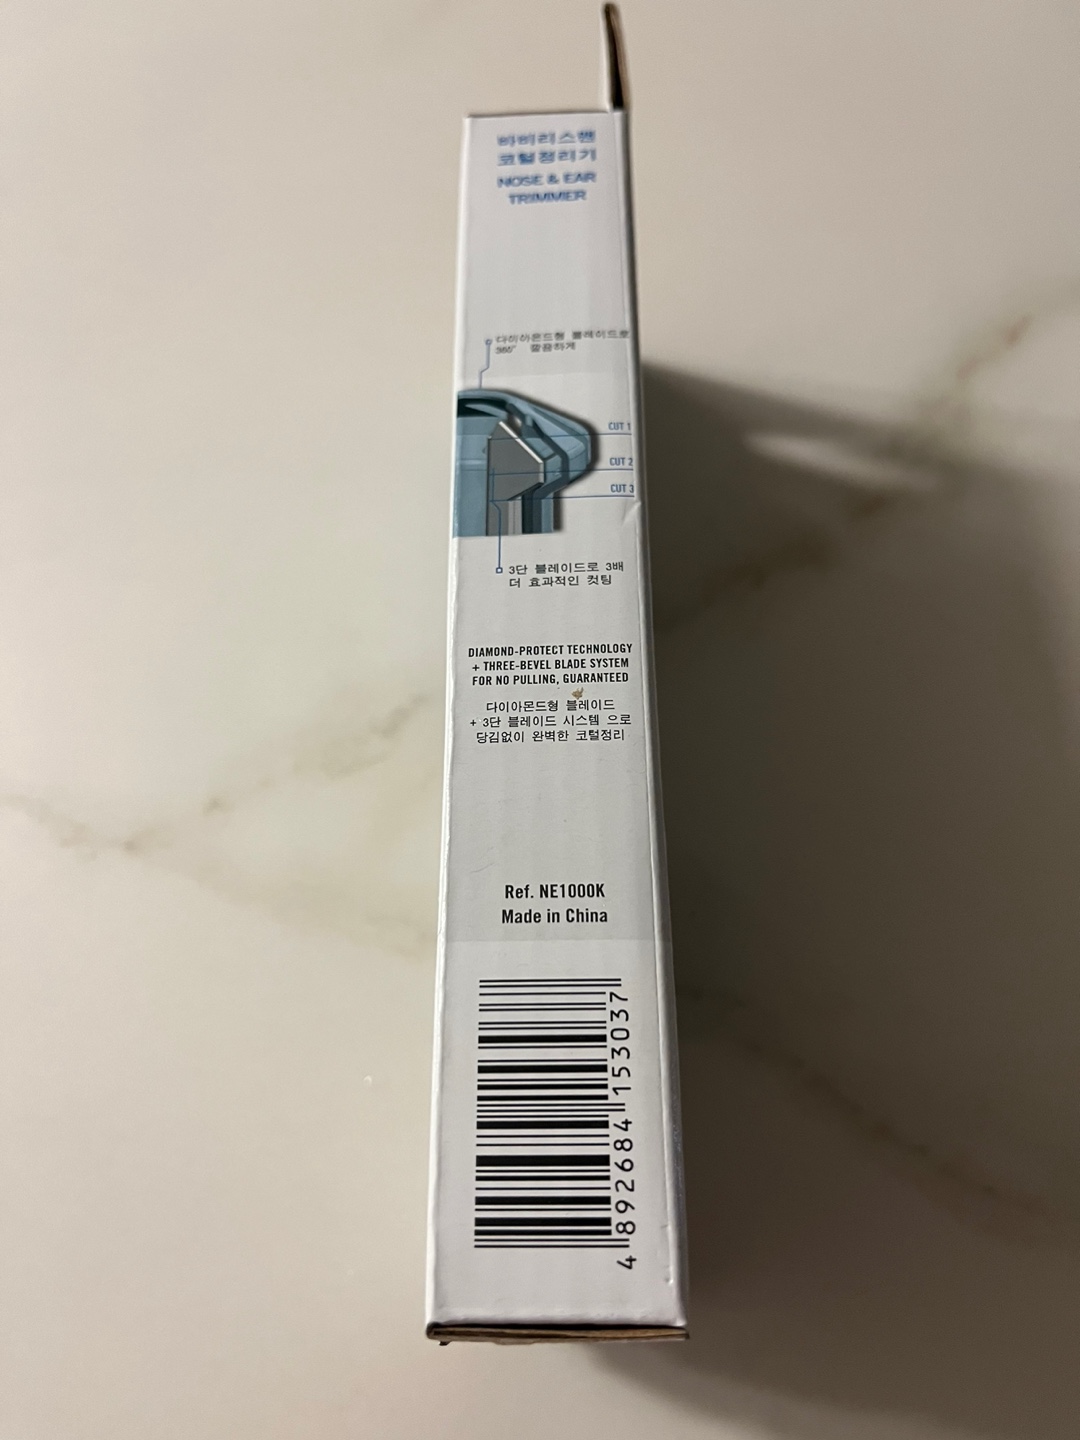 바비리스맨
코털정리기
NOSE & EAR
TRIMMER
다이아몬드형 블레이드로
360° 깔끔하게
CUT 1
CUT 2
CUT 3
3단 블레이드로 3배
더 효과적인 컷팅
DIAMOND-PROTECT TECHNOLOGY
+ THREE-BEVEL BLADE SYSTEM
FOR NO PULLING, GUARANTEED
다이아몬드형 블레이드
+ 3단 블레이드 시스템 으로
당김없이 완벽한 코털정리
Ref. NE1000K
Made in China
4 892684 153037